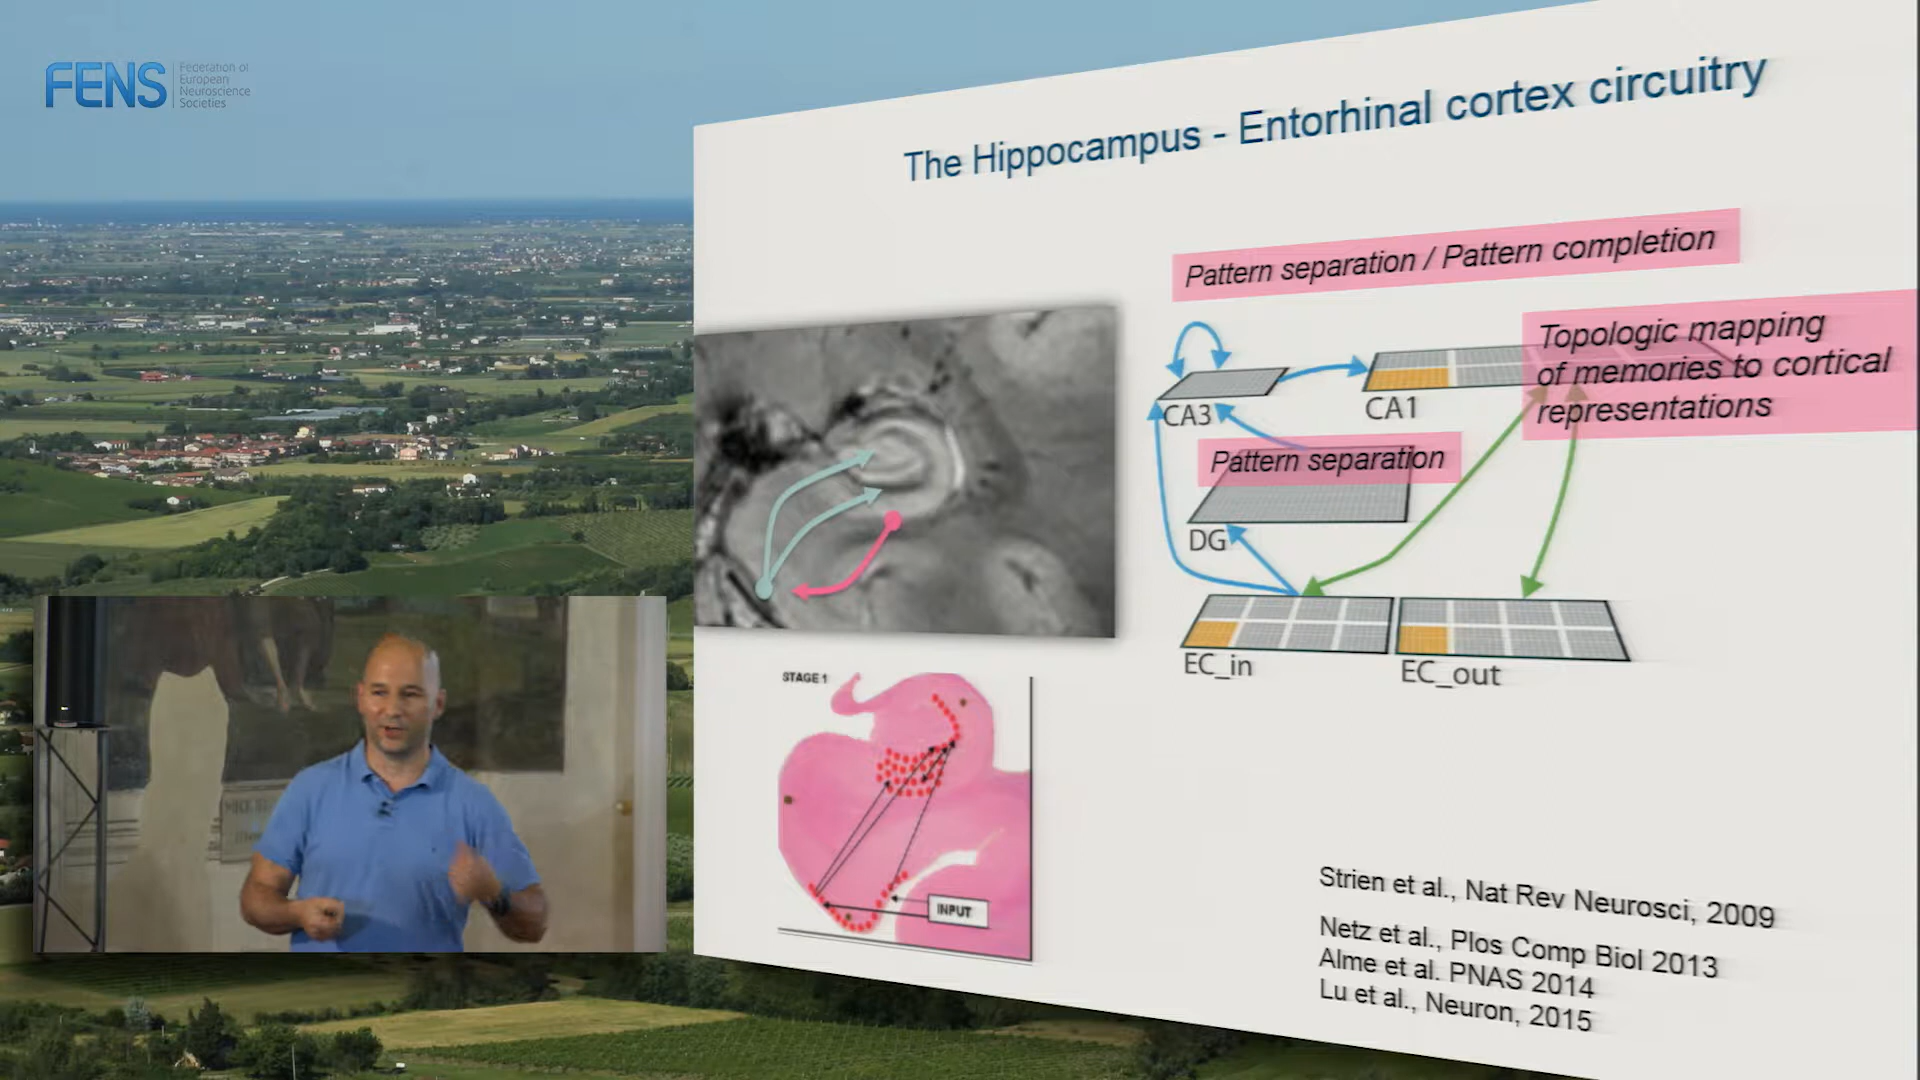 FENS
Federation of
European
Neuroscience
Societies
The Hippocampus - Entorhinal cortex circuitry
Pattern separation / Pattern completion
Topologic mapping
of memories to cortical
representations
CA3
CA1
Pattern separation
DG
EC_in
EC_out
STAGE 1
INPUT
Strien et al., Nat Rev Neurosci, 2009
Netz et al., Plos Comp Biol 2013
Alme et al. PNAS 2014
Lu et al., Neuron, 2015